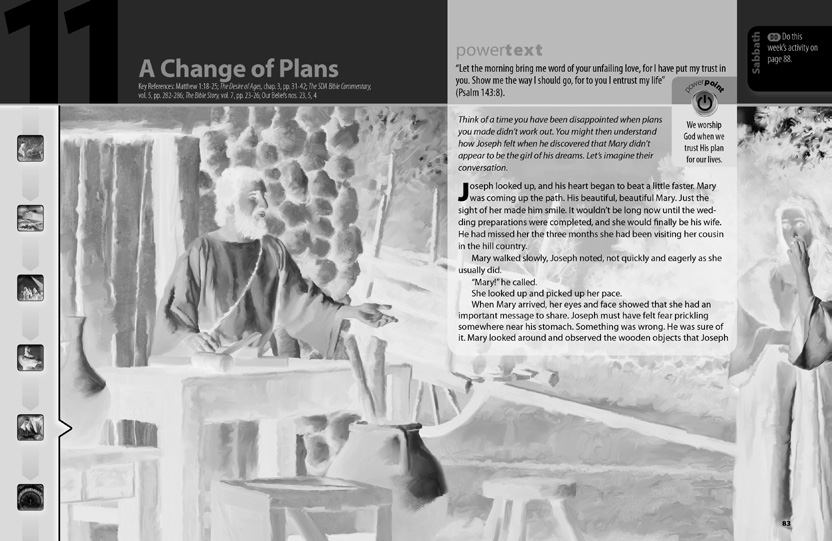 11
A Change of Plans
Key References: Matthew 1:18-25; The Desire of Ages, chap. 3, pp. 31-42; The SDA Bible Commentary,
vol. 5, pp. 282-286; The Bible Story, vol. 7, pp. 25-26; Our Beliefs nos. 23, 5, 4
powertext
“Let the morning bring me word of your unfailing love, for I have put my trust in
you. Show me the way I should go, for to you I entrust my life”
(Psalm 143:8).
powerpoint
We worship
God when we
trust His plan
for our lives.
Think of a time you have been disappointed when plans
you made didn’t work out. You might then understand
how Joseph felt when he discovered that Mary didn’t
appear to be the girl of his dreams. Let’s imagine their
conversation.
Joseph looked up, and his heart began to beat a little faster. Mary
was coming up the path. His beautiful, beautiful Mary. Just the
sight of her made him smile. It wouldn’t be long now until the wed-
ding preparations were completed, and she would finally be his wife.
He had missed her the three months she had been visiting her cousin
in the hill country.
Mary walked slowly, Joseph noted, not quickly and eagerly as she
usually did.
“Mary!” he called.
She looked up and picked up her pace.
When Mary arrived, her eyes and face showed that she had an
important message to share. Joseph must have felt fear prickling
somewhere near his stomach. Something was wrong. He was sure of
it. Mary looked around and observed the wooden objects that Joseph
Sabbath
DO Do this
week’s activity on
page 88.
83